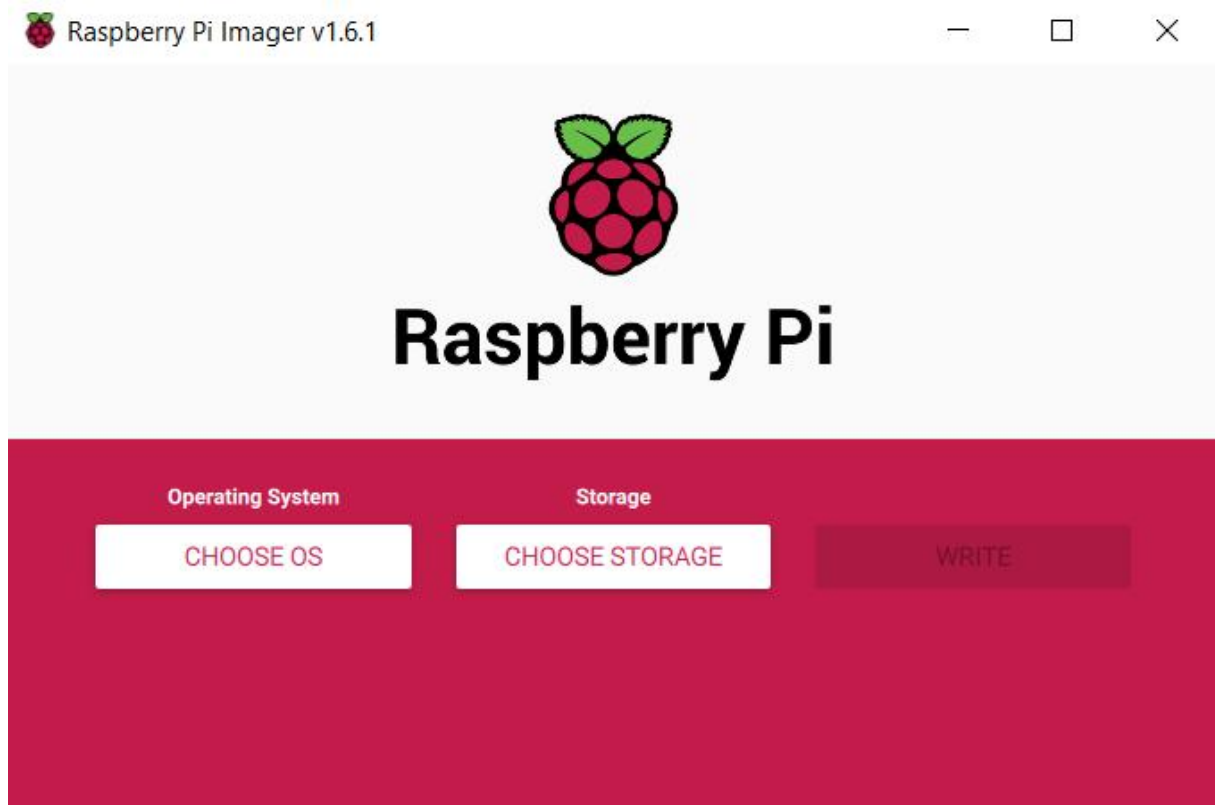 Raspberry Pi Imager v1.6.1
Raspberry Pi
Operating System
Storage
CHOOSE OS
CHOOSE STORAGE
WRITE